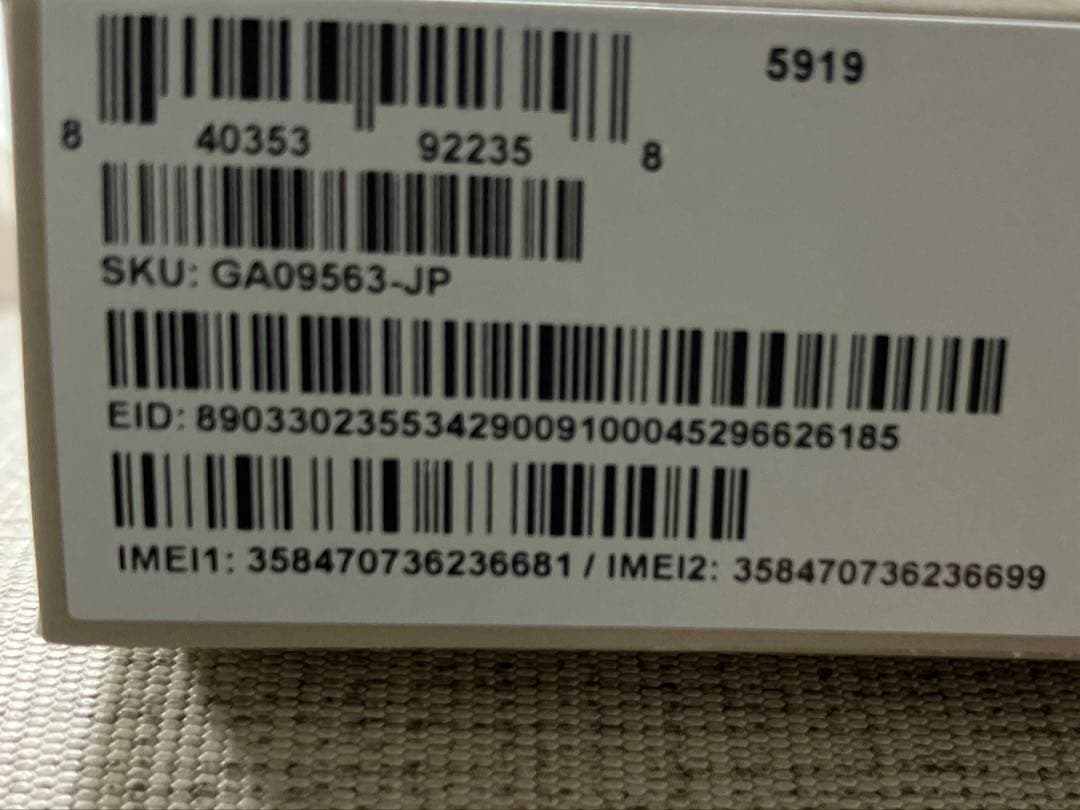 5919
8 40353 92235 8
SKU: GA09563-JP
EID: 89033023553429009100045296626185
IMEI1: 358470736236681 / IMEI2: 358470736236699